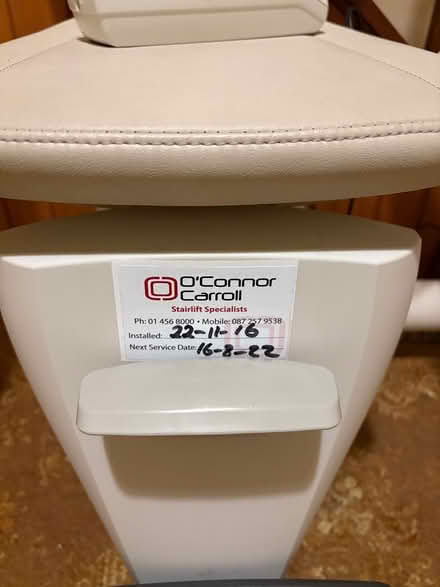 O'Connor
Carroll
Stairlift Specialists
Ph: 01 456 8000 • Mobile: 087 257 9538
Installed: 22-11-16
Next Service Date: 16-8-22